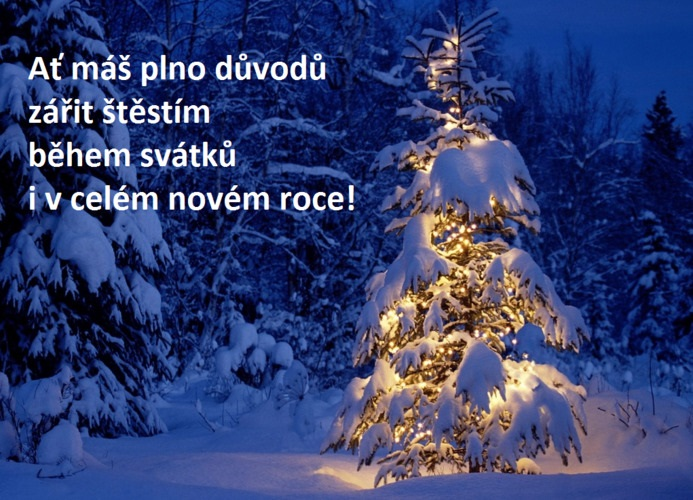 Ať máš plno důvodů
zářit štěstím
během svátků
i v celém novém roce!